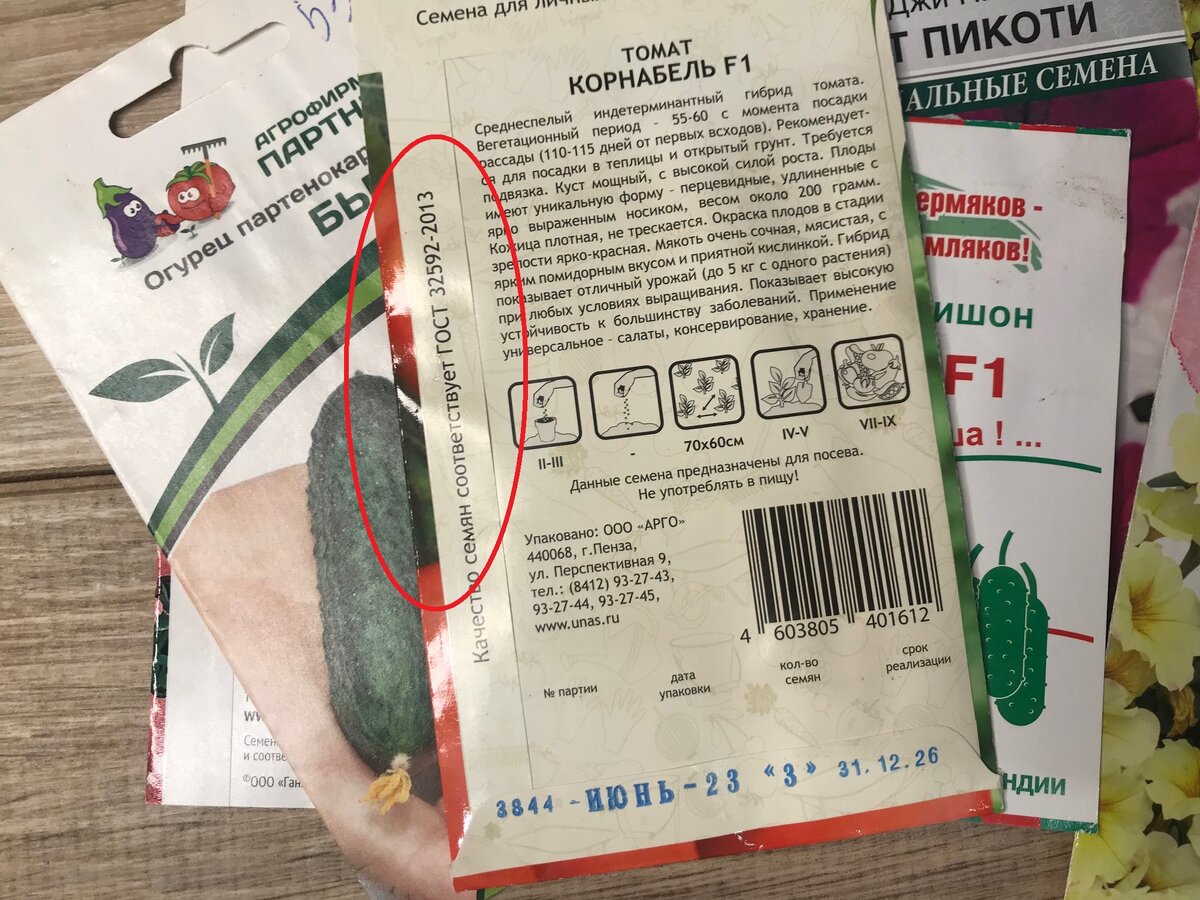 Семена для личных
ТОМАТ
КОРНАБЕЛЬ F1
Среднеспелый индетерминантный гибрид томата.
Вегетационный период - 55-60 с момента посадки
рассады (110-115 дней от первых всходов). Рекомендует-
ся для посадки в теплицы и открытый грунт. Требуется
подвязка. Куст мощный, с высокой силой роста. Плоды
имеют уникальную форму - перцевидные, удлиненные с
ярко выраженным носиком, весом около 200 грамм.
Кожица плотная, не трескается. Окраска плодов в стадии
зрелости ярко-красная. Мякоть очень сочная, мясистая, с
ярким помидорным вкусом и приятной кислинкой. Гибрид
показывает отличный урожай (до 5 кг с одного растения)
при любых условиях выращивания. Показывает высокую
устойчивость к большинству заболеваний. Применение
универсальное - салаты, консервирование, хранение.
II-III
-
70х60см
IV-V
VII-IX
Данные семена предназначены для посева.
Не употреблять в пищу!
Упаковано: ООО «АРГО»
440068, г.Пенза,
ул. Перспективная 9,
тел.: (8412) 93-27-43,
93-27-44, 93-27-45,
www.unas.ru
4 603805 401612
№ партии
дата
упаковки
кол-во
семян
срок
реализации
3844 - ИЮНЬ-23 «3» 31.12.26
Качество семян соответствует ГОСТ 32592-2013
АГРОФИРМ
ПАРТН
Огурец партенокар
БЫ
ww
Семен
и соотве
©ООО «Ган
Т ПИКОТИ
АЛЬНЫЕ СЕМЕНА
ермяков -
мляков!
ИШОН
F1
ша ! ...
НДИИ